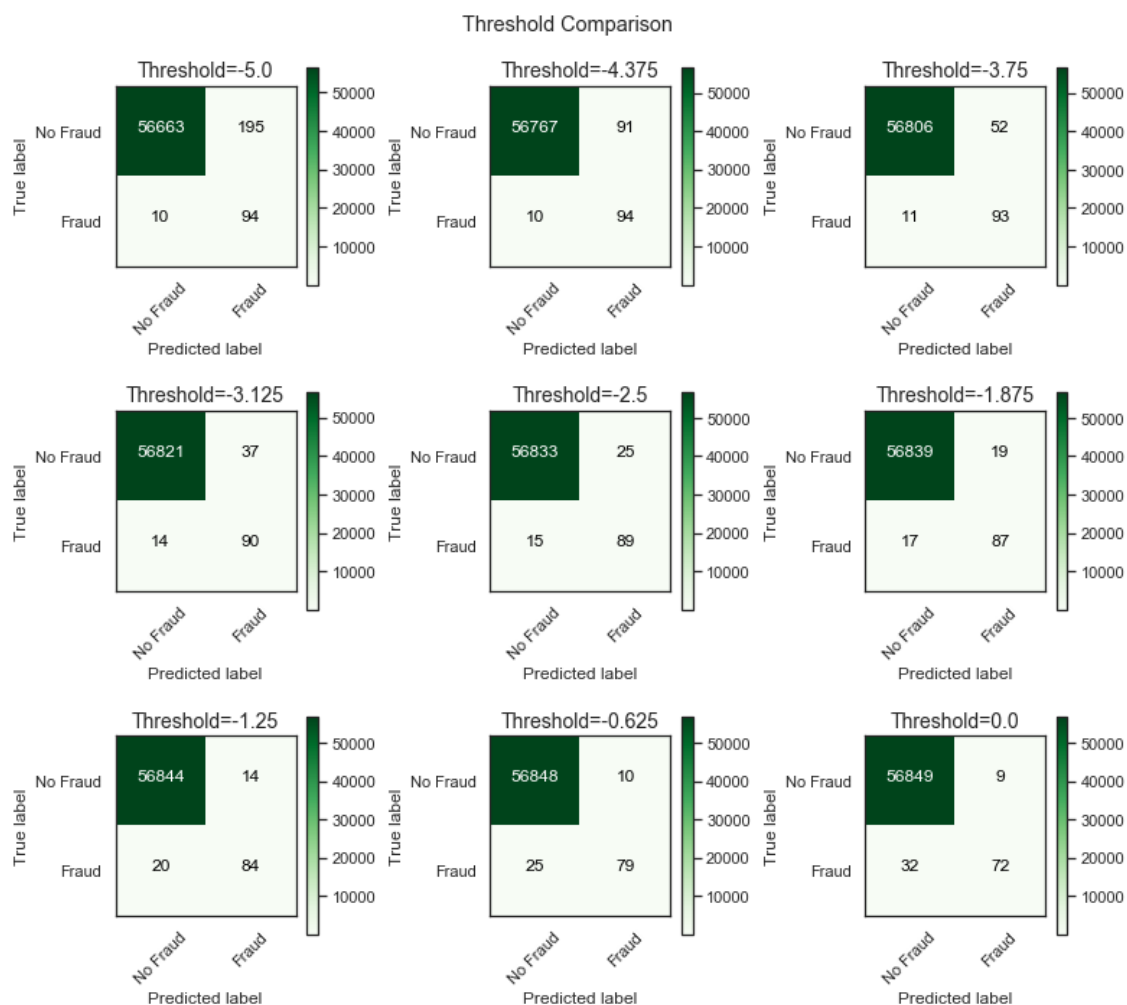 Threshold Comparison
Threshold=-5.0
True label
No Fraud
Fraud
56663 195
10 94
No Fraud Fraud
Predicted label
50000
40000
30000
20000
10000
Threshold=-4.375
True label
56767 91
10 94
No Fraud Fraud
Predicted label
50000
40000
30000
20000
10000
Threshold=-3.75
True label
No Fraud
Fraud
56806 52
11 93
No Fraud Fraud
Predicted label
50000
40000
30000
20000
10000
Threshold=-3.125
True label
No Fraud
Fraud
56821 37
14 90
No Fraud Fraud
Predicted label
50000
40000
30000
20000
10000
Threshold=-2.5
True label
No Fraud
Fraud
56833 25
15 89
No Fraud Fraud
Predicted label
50000
40000
30000
20000
10000
Threshold=-1.875
True label
No Fraud
Fraud
56839 19
17 87
No Fraud Fraud
Predicted label
50000
40000
30000
20000
10000
Threshold=-1.25
True label
No Fraud
Fraud
56844 14
20 84
No Fraud Fraud
Predicted label
50000
40000
30000
20000
10000
Threshold=-0.625
True label
No Fraud
Fraud
56848 10
25 79
No Fraud Fraud
Predicted label
50000
40000
30000
20000
10000
Threshold=0.0
True label
No Fraud
Fraud
56849 9
32 72
No Fraud Fraud
Predicted label
50000
40000
30000
20000
10000